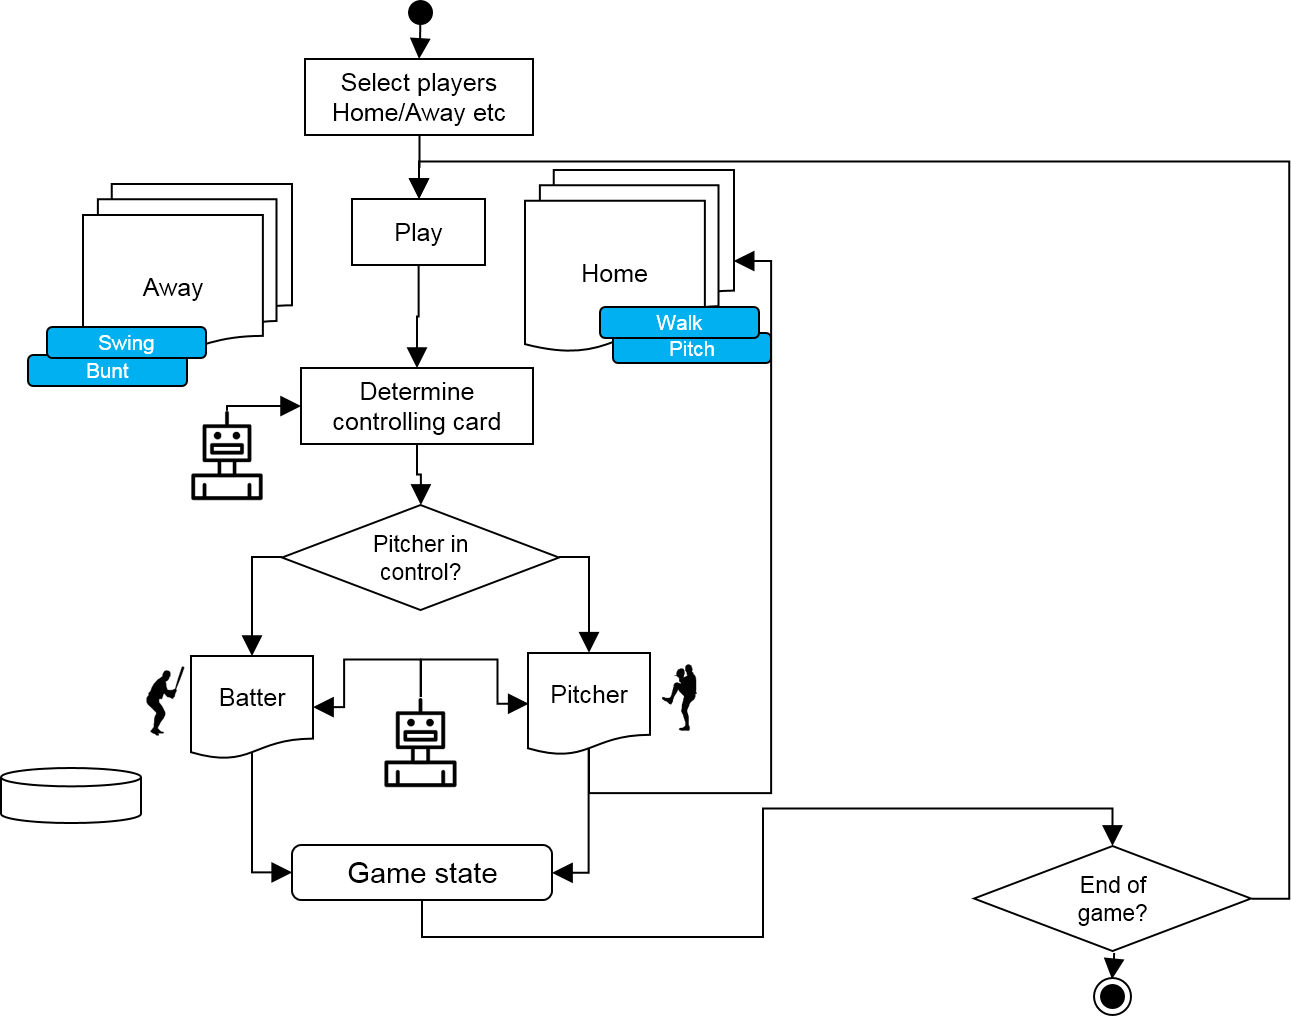 Select players
Home/Away etc
Play
Away
Swing
Bunt
Home
Walk
Pitch
Determine
controlling card
Pitcher in
control?
Batter
Pitcher
Game state
End of
game?